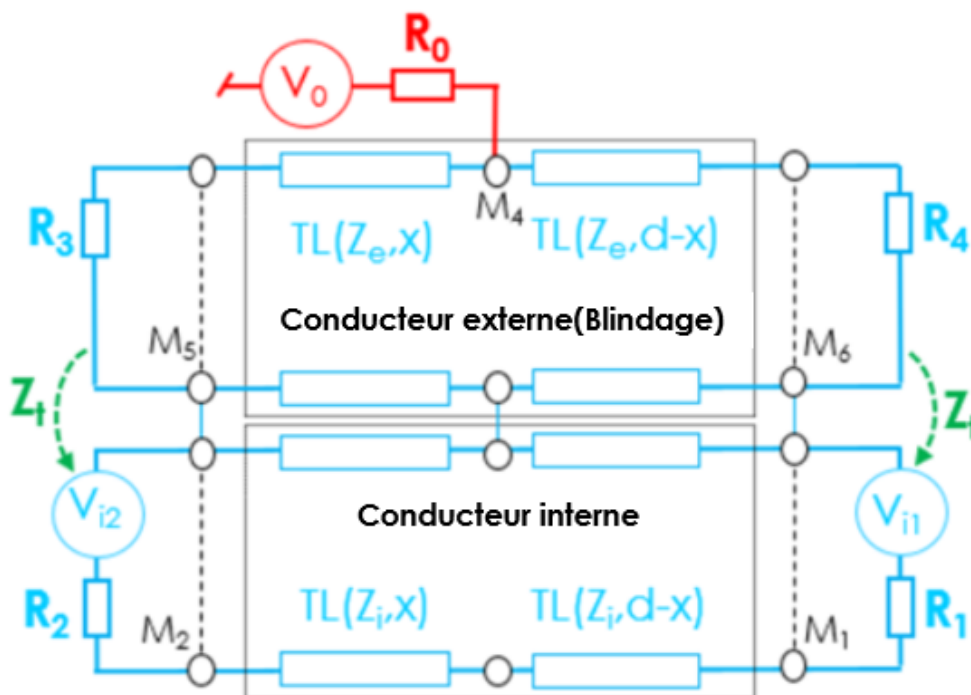 R₀
V₀
M₄
R₃
TL(Zₑ,x)
TL(Zₑ,d-x)
R₄
Conducteur externe(Blindage)
M₅
M₆
Zₜ
Zₜ
Vᵢ₂
Conducteur interne
Vᵢ₁
R₂
TL(Zᵢ,x)
TL(Zᵢ,d-x)
R₁
M₂
M₁